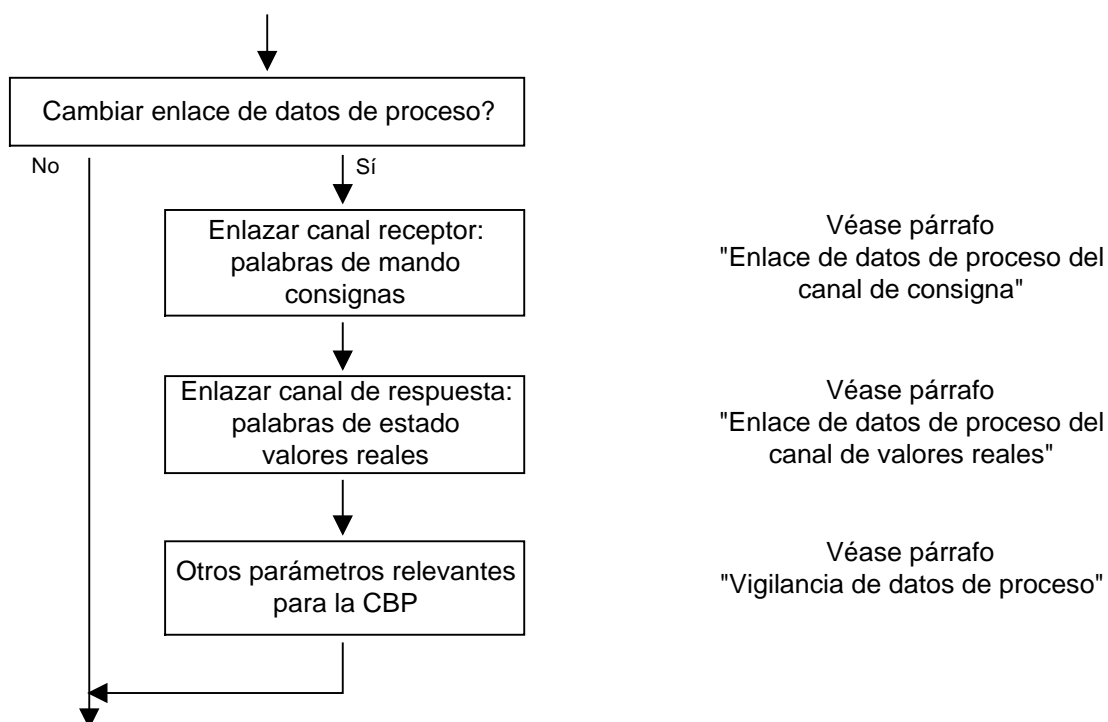 Cambiar enlace de datos de proceso?
No
Sí
Enlazar canal receptor:
palabras de mando
consignas
Véase párrafo
"Enlace de datos de proceso del
canal de consigna"
Enlazar canal de respuesta:
palabras de estado
valores reales
Véase párrafo
"Enlace de datos de proceso del
canal de valores reales"
Otros parámetros relevantes
para la CBP
Véase párrafo
"Vigilancia de datos de proceso"